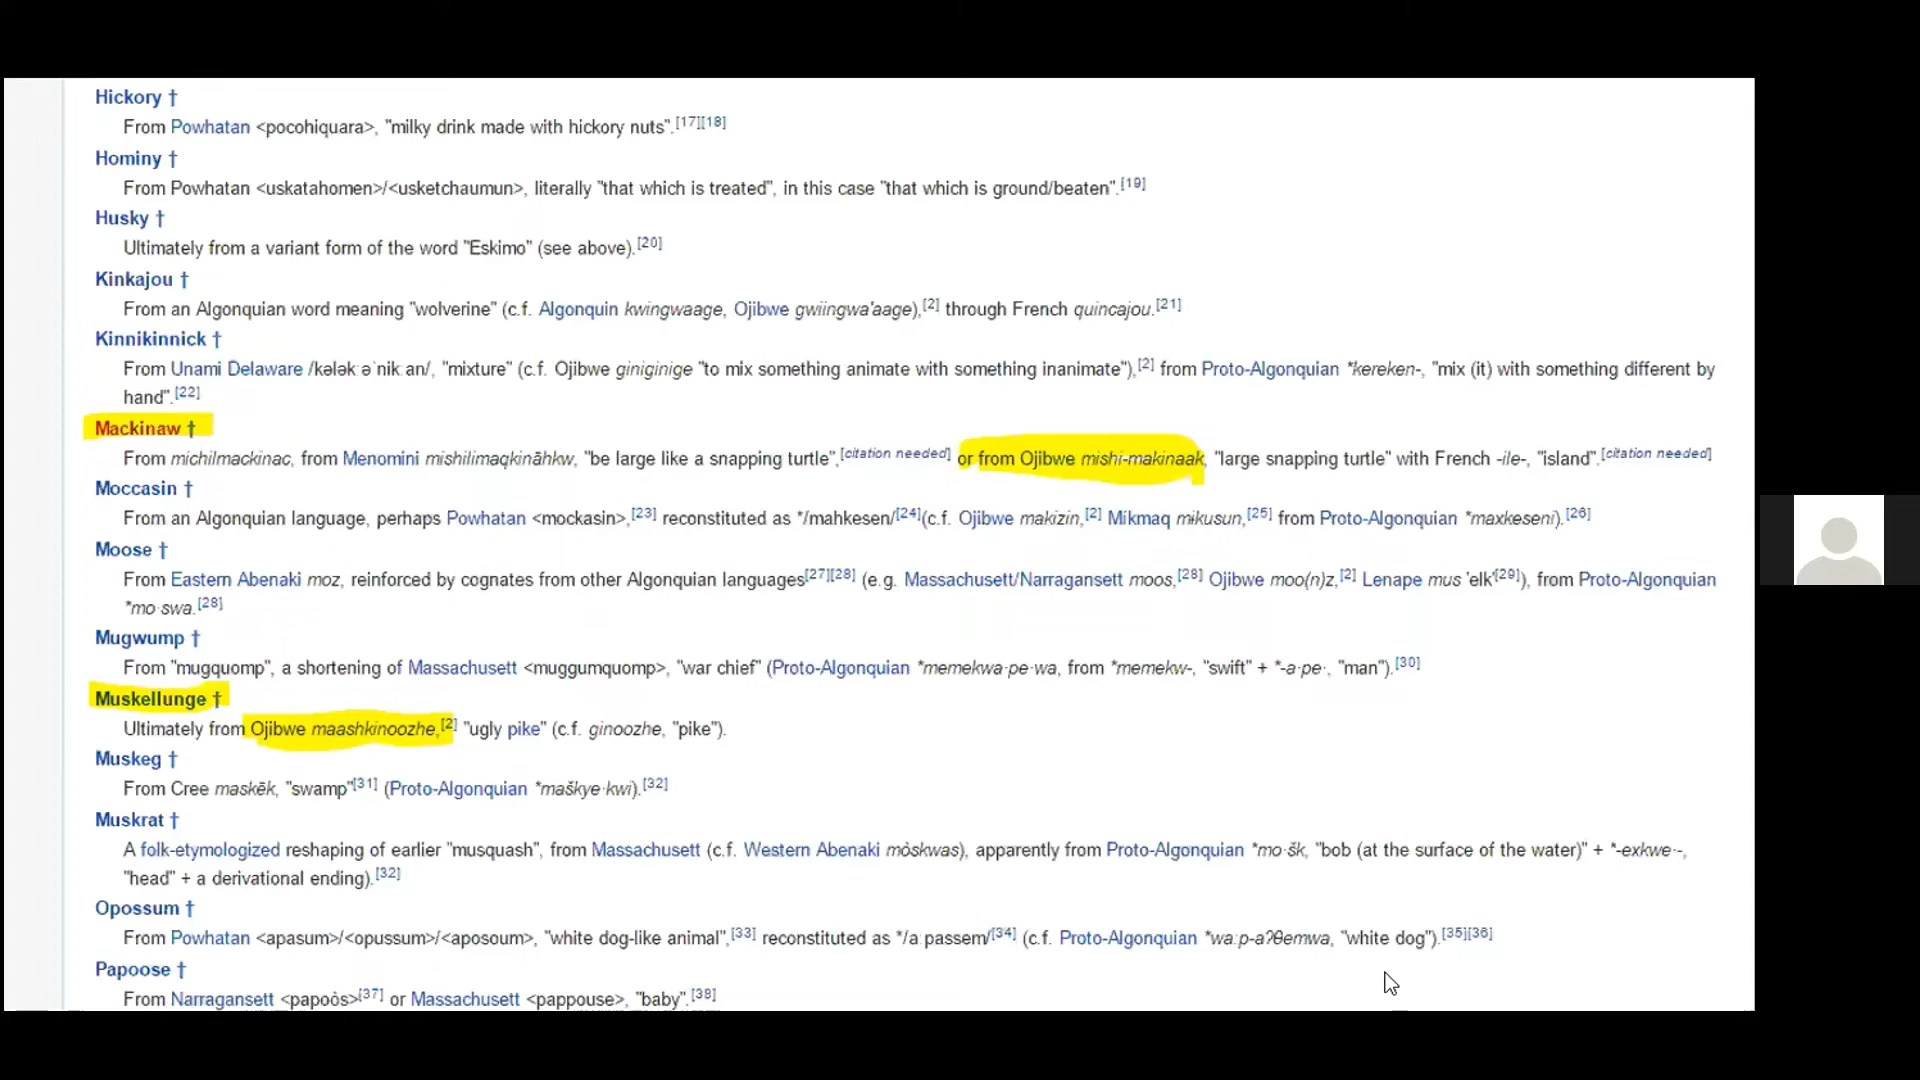 Hickory †
From Powhatan <pocohiquara>, "milky drink made with hickory nuts".[17][18]
Hominy †
From Powhatan <uskatahomen>/<usketchaumun>, literally "that which is treated", in this case "that which is ground/beaten".[19]
Husky †
Ultimately from a variant form of the word "Eskimo" (see above).[20]
Kinkajou †
From an Algonquian word meaning "wolverine" (c.f. Algonquin kwingwaage, Ojibwe gwiingwa'aage),[2] through French quincajou.[21]
Kinnikinnick †
From Unami Delaware /kələk·ə̍nik·an/, "mixture" (c.f. Ojibwe giniginige "to mix something animate with something inanimate"),[2] from Proto-Algonquian *kereken-, "mix (it) with something different by
hand".[22]
Mackinaw †
From michilmackinac, from Menomini mishilimaqkināhkw, "be large like a snapping turtle",[citation needed] or from Ojibwe mishi-makinaak, "large snapping turtle" with French -ile-, "island".[citation needed]
Moccasin †
From an Algonquian language, perhaps Powhatan <mockasin>,[23] reconstituted as */mahkesen/[24](c.f. Ojibwe makizin,[2] Míkmaq mikusun,[25] from Proto-Algonquian *maxkeseni).[26]
Moose †
From Eastern Abenaki moz, reinforced by cognates from other Algonquian languages[27][28] (e.g. Massachusett/Narragansett moos,[28] Ojibwe moo(n)z,[2] Lenape mus 'elk'[29]), from Proto-Algonquian
*mo·swa.[28]
Mugwump †
From "mugquomp", a shortening of Massachusett <muggumquomp>, "war chief" (Proto-Algonquian *memekwa·pe·wa, from *memekw-, "swift" + *-a·pe·, "man").[30]
Muskellunge †
Ultimately from Ojibwe maashkinoozhe,[2] "ugly pike" (c.f. ginoozhe, "pike").
Muskeg †
From Cree maskēk, "swamp"[31] (Proto-Algonquian *maškye·kwi).[32]
Muskrat †
A folk-etymologized reshaping of earlier "musquash", from Massachusett (c.f. Western Abenaki mòskwas), apparently from Proto-Algonquian *mo·šk, "bob (at the surface of the water)" + *-exkwe·-,
"head" + a derivational ending).[32]
Opossum †
From Powhatan <apasum>/<opussum>/<aposoum>, "white dog-like animal",[33] reconstituted as */a·passem/[34] (c.f. Proto-Algonquian *wa·p-aʔθemwa, "white dog").[35][36]
Papoose †
From Narragansett <papoòs>[37] or Massachusett <pappouse>, "baby".[38]